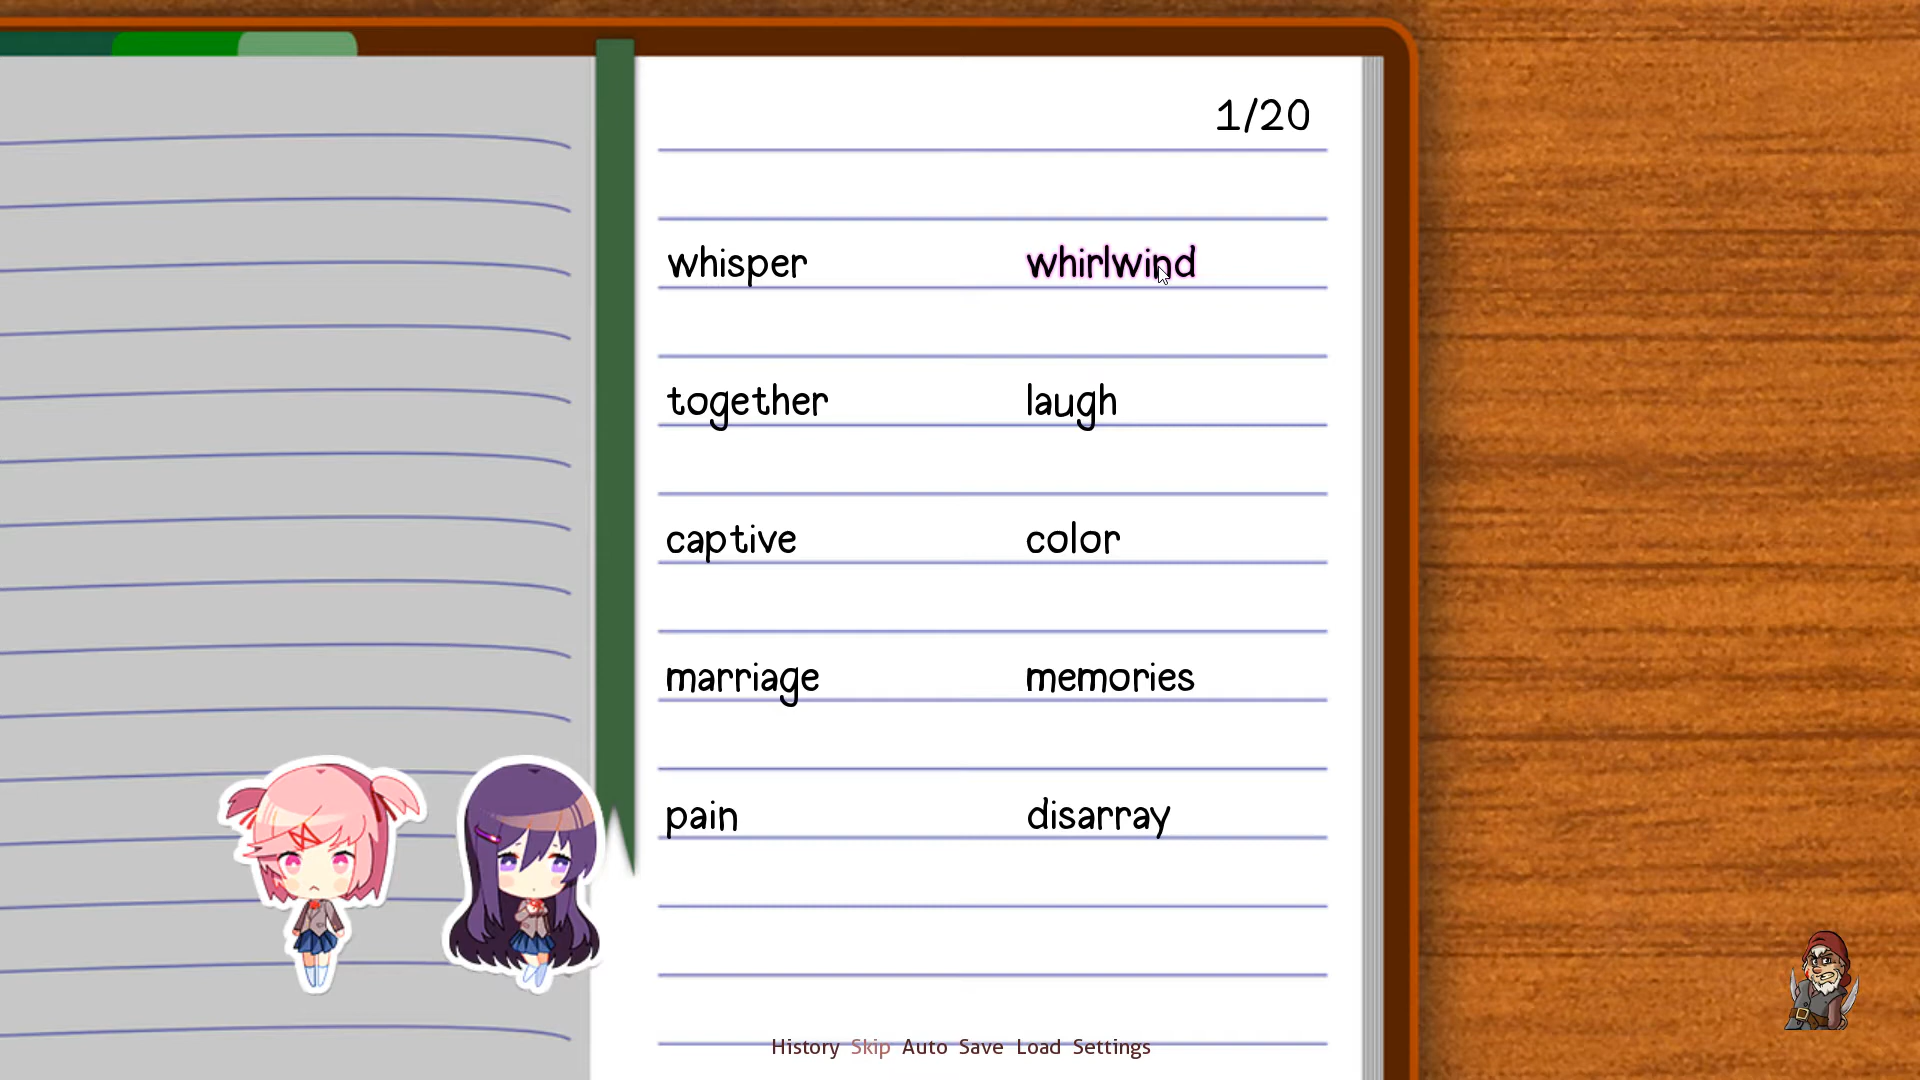 1/20
whisper whirlwind
together laugh
captive color
marriage memories
pain disarray
History Skip Auto Save Load Settings